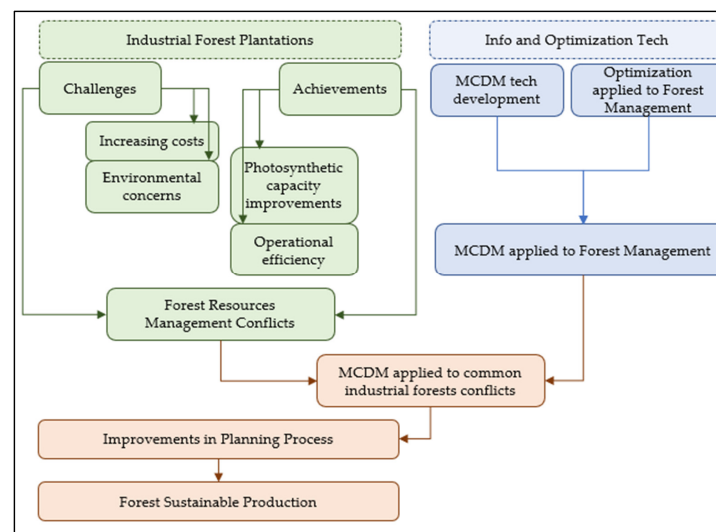 Industrial Forest Plantations
Info and Optimization Tech
Challenges
Achievements
MCDM tech
development
Optimization
applied to Forest
Management
Increasing costs
Environmental
concerns
Photosynthetic
capacity
improvements
Operational
efficiency
MCDM applied to Forest Management
Forest Resources
Management Conflicts
MCDM applied to common
industrial forests conflicts
Improvements in Planning Process
Forest Sustainable Production